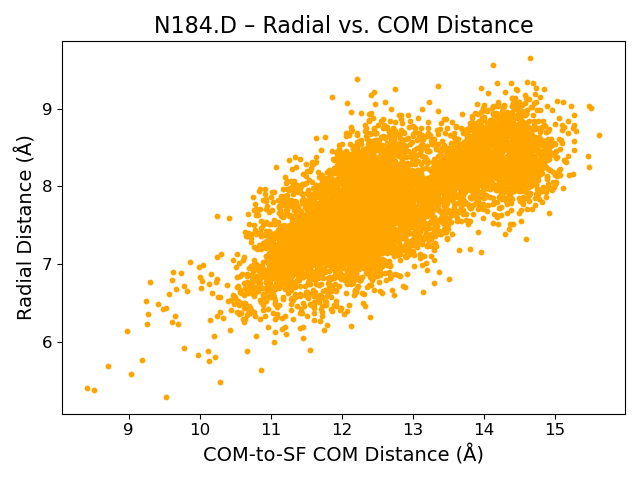 N184.D – Radial vs. COM Distance
Radial Distance (Å)
9
8
7
6
9 10 11 12 13 14 15
COM-to-SF COM Distance (Å)